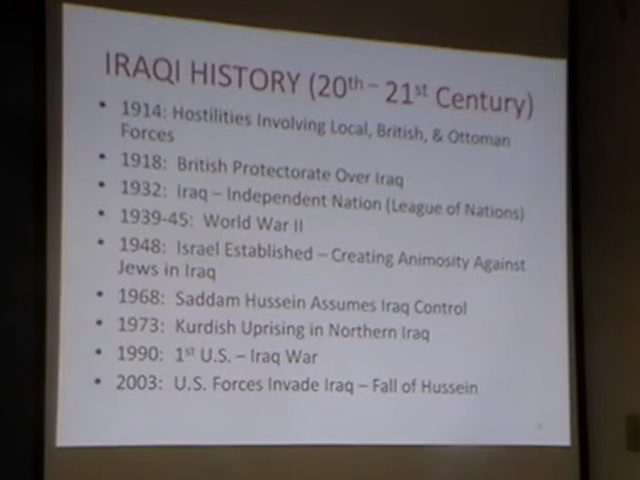 IRAQI HISTORY (20th – 21st Century)
• 1914: Hostilities Involving Local, British, & Ottoman
Forces
• 1918: British Protectorate Over Iraq
• 1932: Iraq – Independent Nation (League of Nations)
• 1939-45: World War II
• 1948: Israel Established – Creating Animosity Against
Jews in Iraq
• 1968: Saddam Hussein Assumes Iraq Control
• 1973: Kurdish Uprising in Northern Iraq
• 1990: 1st U.S. – Iraq War
• 2003: U.S. Forces Invade Iraq – Fall of Hussein